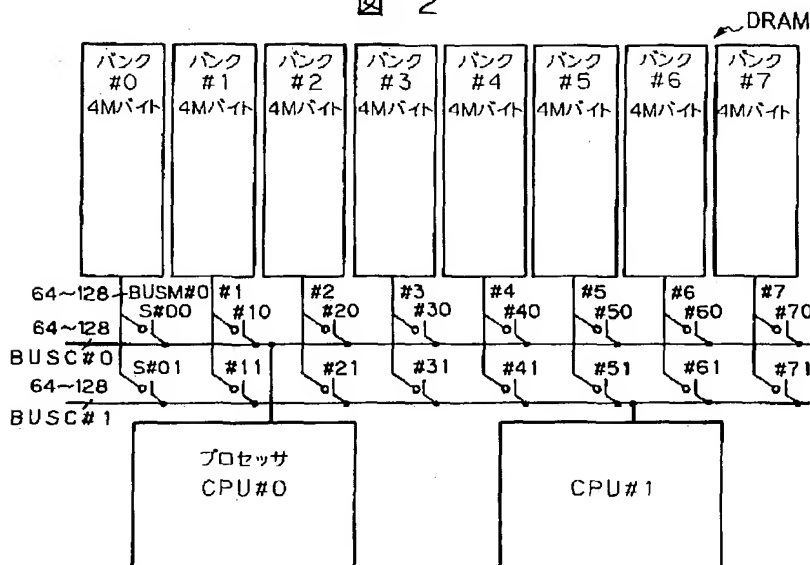 図 2
DRAM
バンク バンク バンク バンク バンク バンク バンク バンク
#0 #1 #2 #3 #4 #5 #6 #7
4Mバイト 4Mバイト 4Mバイト 4Mバイト 4Mバイト 4Mバイト 4Mバイト 4Mバイト
64~128 BUSM#0 #1 #2 #3 #4 #5 #6 #7
S#00 #10 #20 #30 #40 #50 #60 #70
64~128
BUSC#0
S#01 #11 #21 #31 #41 #51 #61 #71
64~128
BUSC#1
プロセッサ
CPU#0 CPU#1